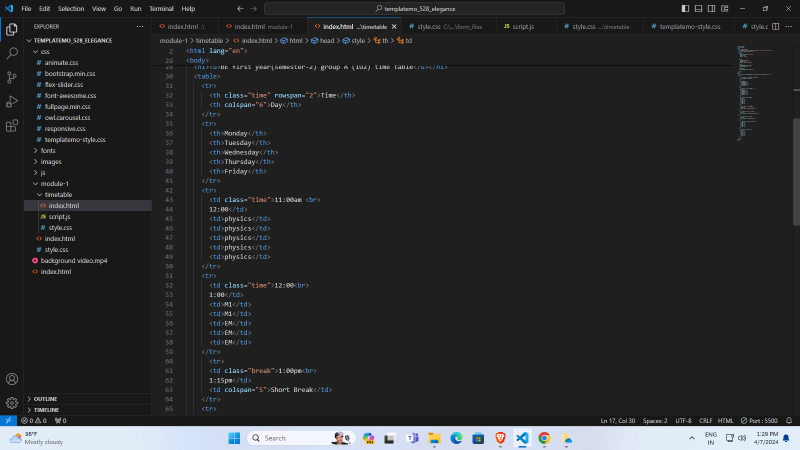 File Edit Selection View Go Run Terminal Help
templatemo_528_elegance
EXPLORER
index.html .\
index.html module-1
index.html ...\timetable
style.css C:\...\form_files
script.js
style.css ...\timetable
templatemo-style.css
style.c
module-1 > timetable > index.html > html > head > style > th > td
TEMPLATEMO_528_ELEGANCE
css
animate.css
bootstrap.min.css
flex-slider.css
font-awesome.css
fullpage.min.css
owl.carousel.css
responsive.css
templatemo-style.css
fonts
images
js
module-1
timetable
index.html
script.js
style.css
index.html
style.css
background video.mp4
index.html
OUTLINE
TIMELINE
2 <html lang="en">
28 <body>
29 <h1><u>BE first year(semester-2) group A (102) time table</u></h1>
30 <table>
31 <tr>
32 <th class="time" rowspan="2">Time</th>
33 <th colspan="6">Day</th>
34 </tr>
35 <tr>
36 <th>Monday</th>
37 <th>Tuesday</th>
38 <th>Wednesday</th>
39 <th>Thursday</th>
40 <th>Friday</th>
41 </tr>
42 <tr>
43 <td class="time">11:00am <br>
44 12:00</td>
45 <td>physics</td>
46 <td>physics</td>
47 <td>physics</td>
48 <td>physics</td>
49 <td>physics</td>
50 </tr>
51 <tr>
52 <td class="time">12:00<br>
53 1:00</td>
54 <td>M1</td>
55 <td>M1</td>
56 <td>EM</td>
57 <td>EM</td>
58 <td>EM</td>
59 </tr>
60 <tr>
61 <td class="break">1:00pm<br>
62 1:15pm</td>
63 <td colspan="5">Short Break</td>
64 </tr>
65 <tr>
0 0 0 Ln 17, Col 30 Spaces: 2 UTF-8 CRLF HTML Port : 5500
98°F
Mostly cloudy
Search
ENG
IN
1:29 PM
4/7/2024